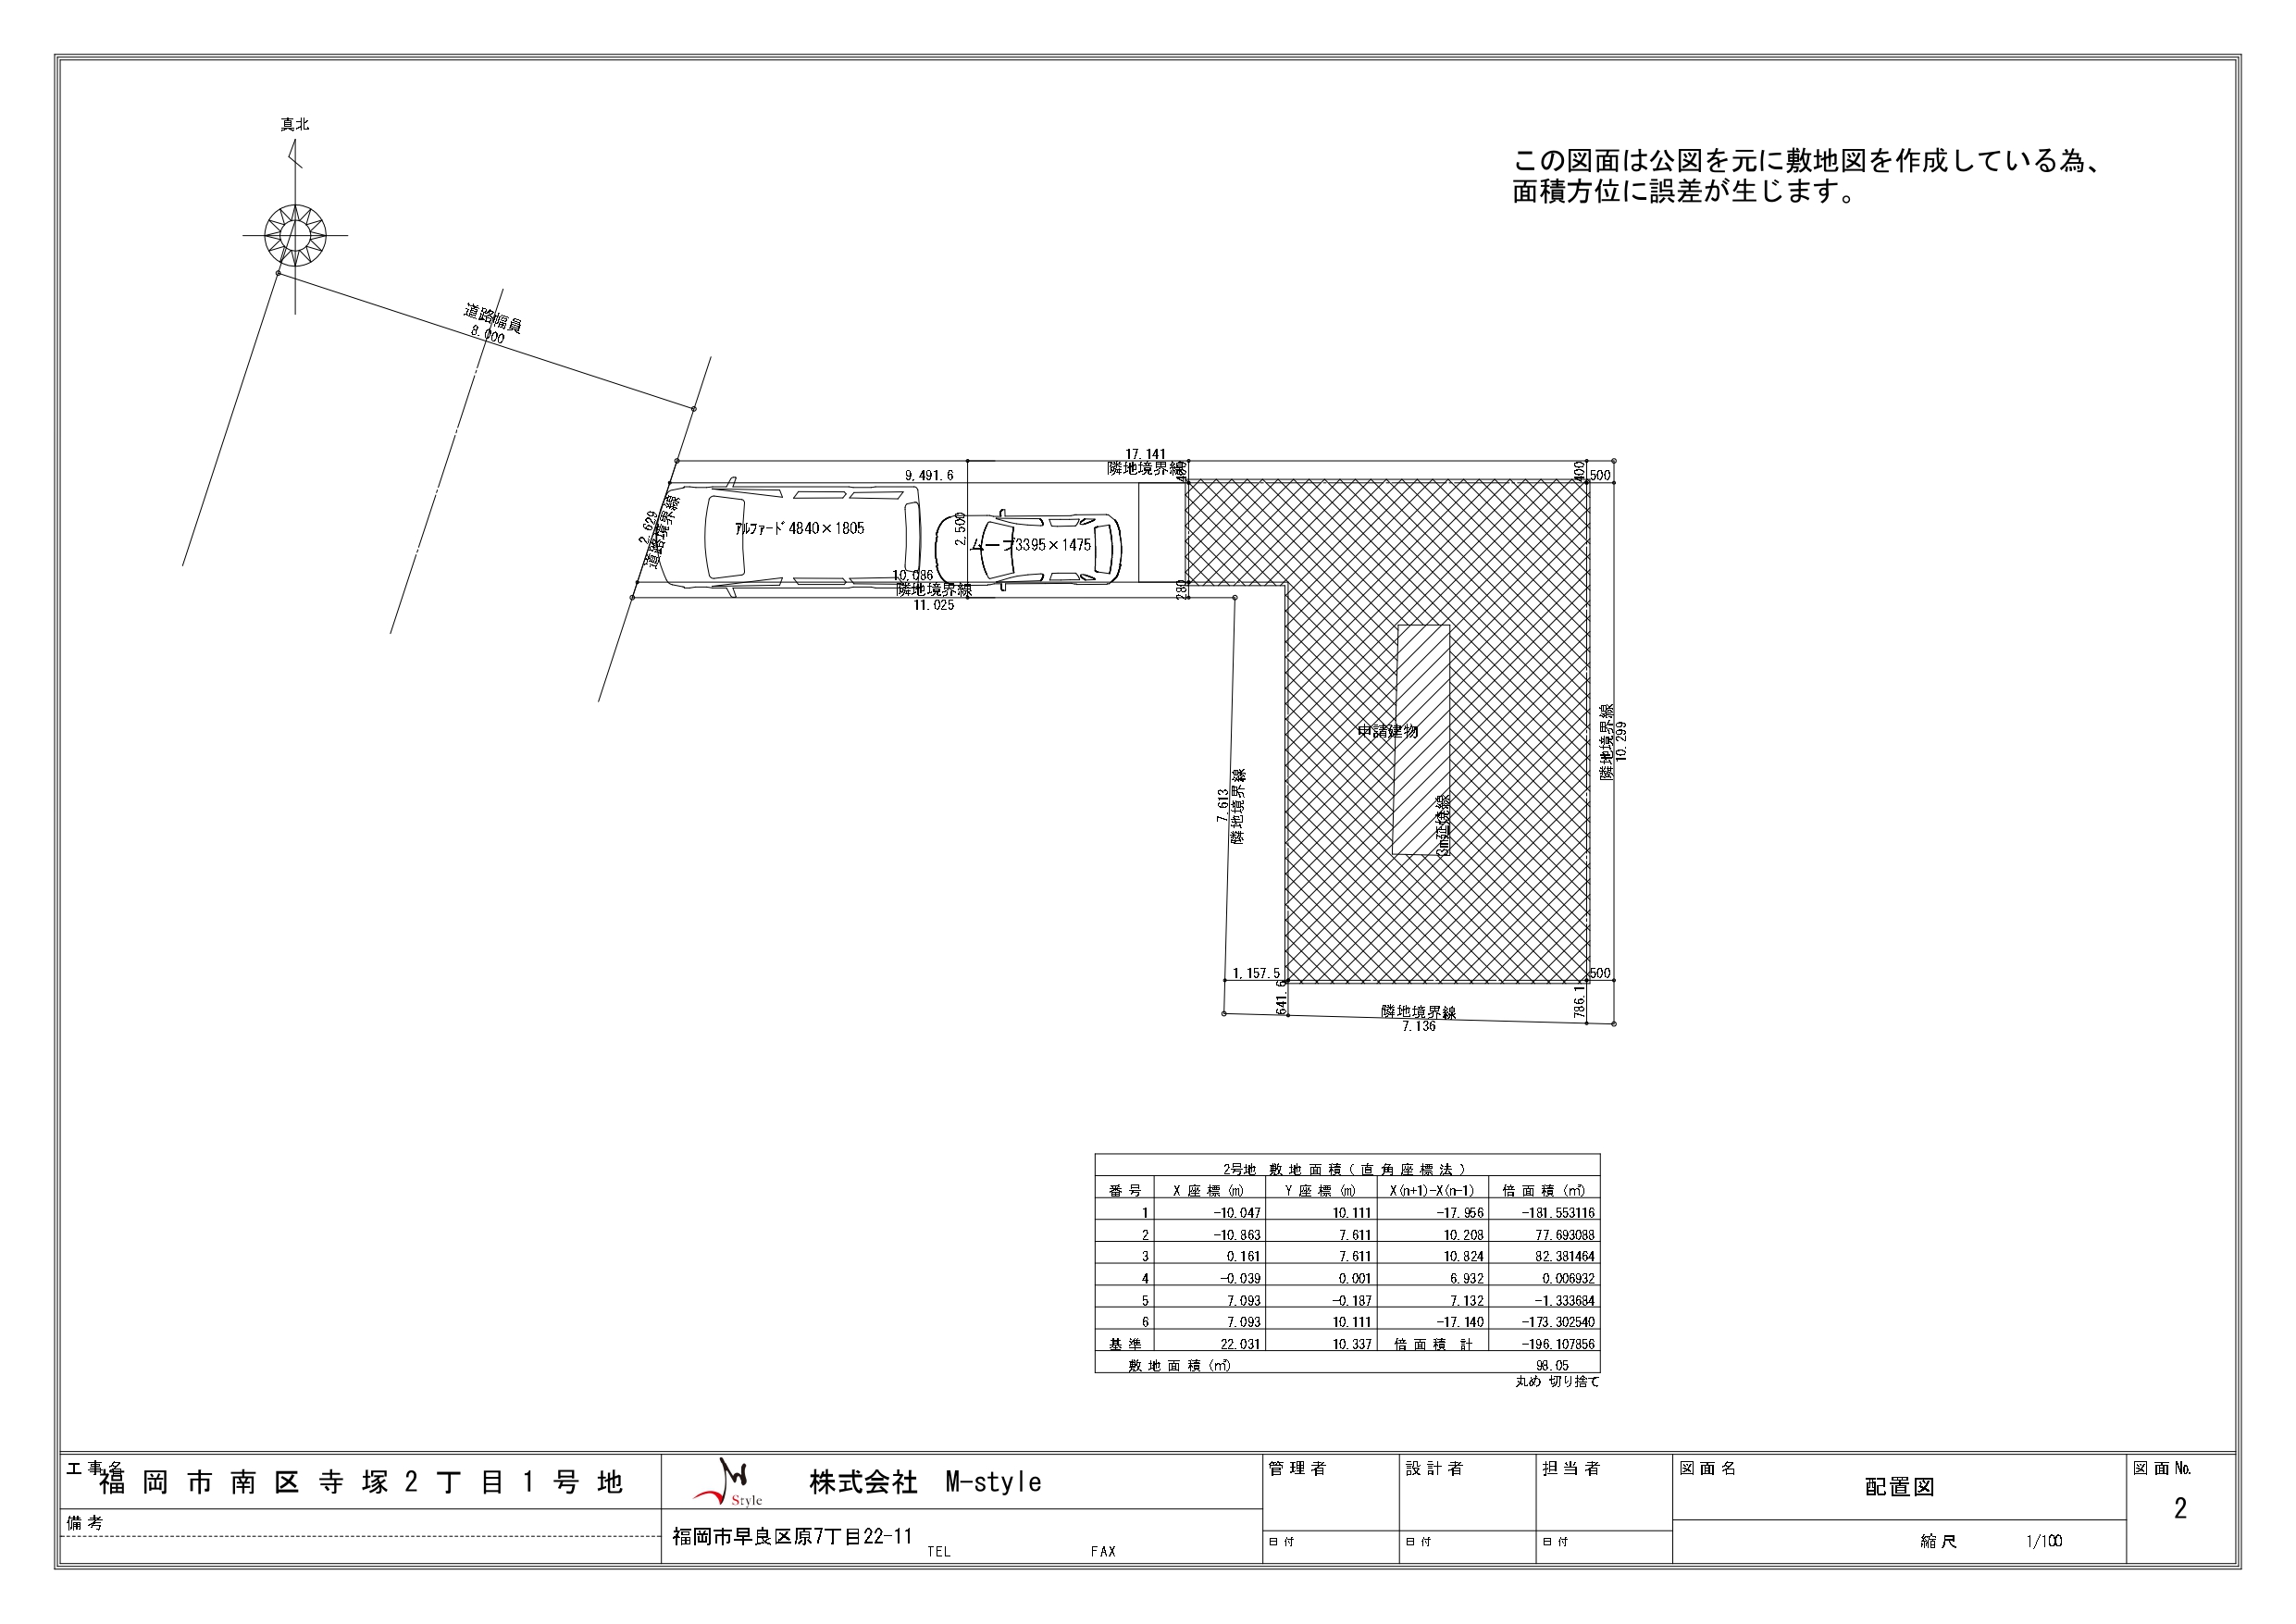 真北
この図面は公図を元に敷地図を作成している為、
面積方位に誤差が生じます。
道路幅員
8.000
17.141
隣地境界線
400
400
500
9,491.6
2.629
道路境界線
ｱﾙﾌｧｰﾄﾞ4840×1805
2.500
ムーブ3395×1475
10,086
隣地境界線
11.025
280
申請建物
3m延焼線
隣地境界線
10.299
7.613
隣地境界線
1,157.5
500
641.6
786.1
隣地境界線
7.136
2号地 敷地面積(直角座標法)
番号 X座標(m) Y座標(m) X(n+1)-X(n-1) 倍面積(㎡)
1 -10.047 10.111 -17.956 -181.553116
2 -10.863 7.611 10.208 77.693088
3 0.161 7.611 10.824 82.381464
4 -0.039 0.001 6.932 0.006932
5 7.093 -0.187 7.132 -1.333684
6 7.093 10.111 -17.140 -173.302540
基準 22.031 10.337 倍面積 計 -196.107856
敷地面積(㎡) 98.05
丸め 切り捨て
工事名
福岡市南区寺塚2丁目1号地
備考
Style
株式会社 M-style
福岡市早良区原7丁目22-11 TEL FAX
管理者 設計者 担当者
日付 日付 日付
図面名
配置図
縮尺 1/100
図面№
2